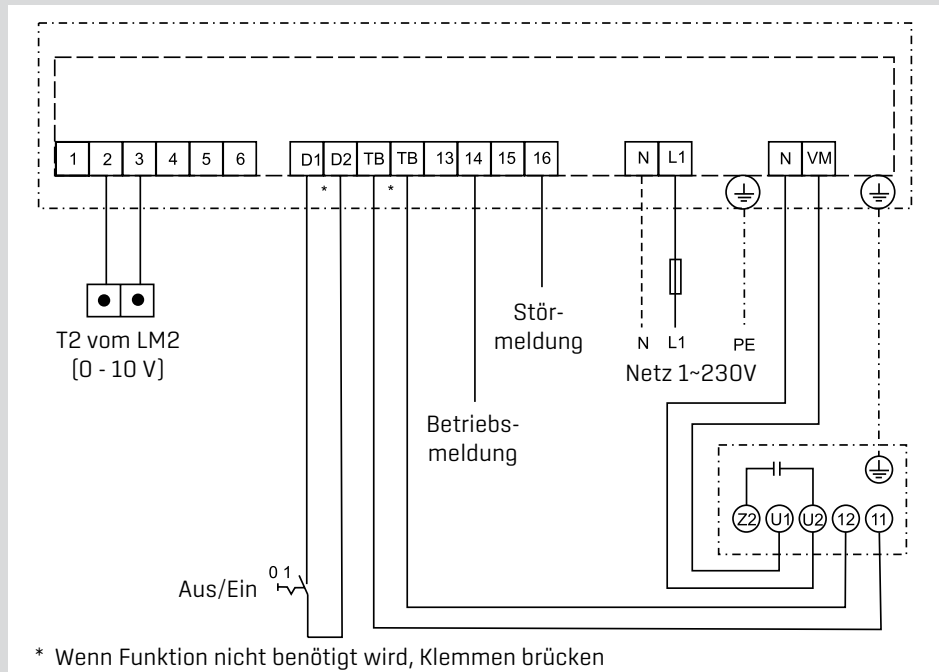 1 2 3 4 5 6 D1 D2 TB TB 13 14 15 16 N L1 N VM
* *
T2 vom LM2
(0 - 10 V)
Stör-
meldung
N L1 PE
Netz 1~230V
Betriebs-
meldung
Z2 U1 U2 12 11
0 1
Aus/Ein
* Wenn Funktion nicht benötigt wird, Klemmen brücken